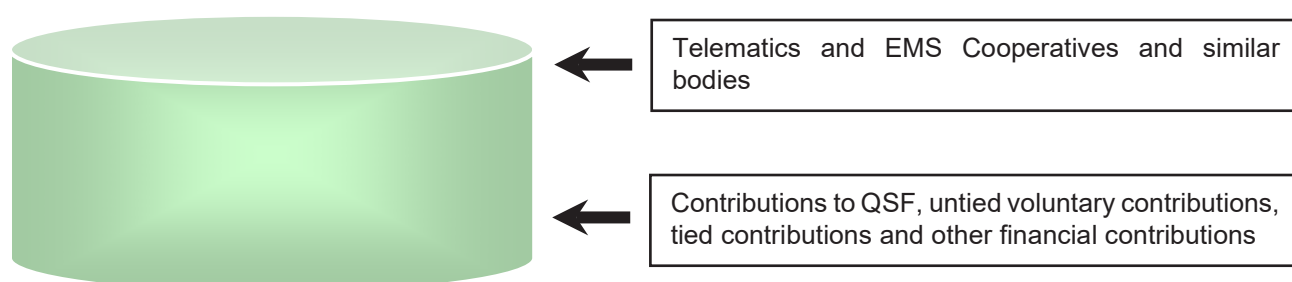 Telematics and EMS Cooperatives and similar
bodies
Contributions to QSF, untied voluntary contributions,
tied contributions and other financial contributions